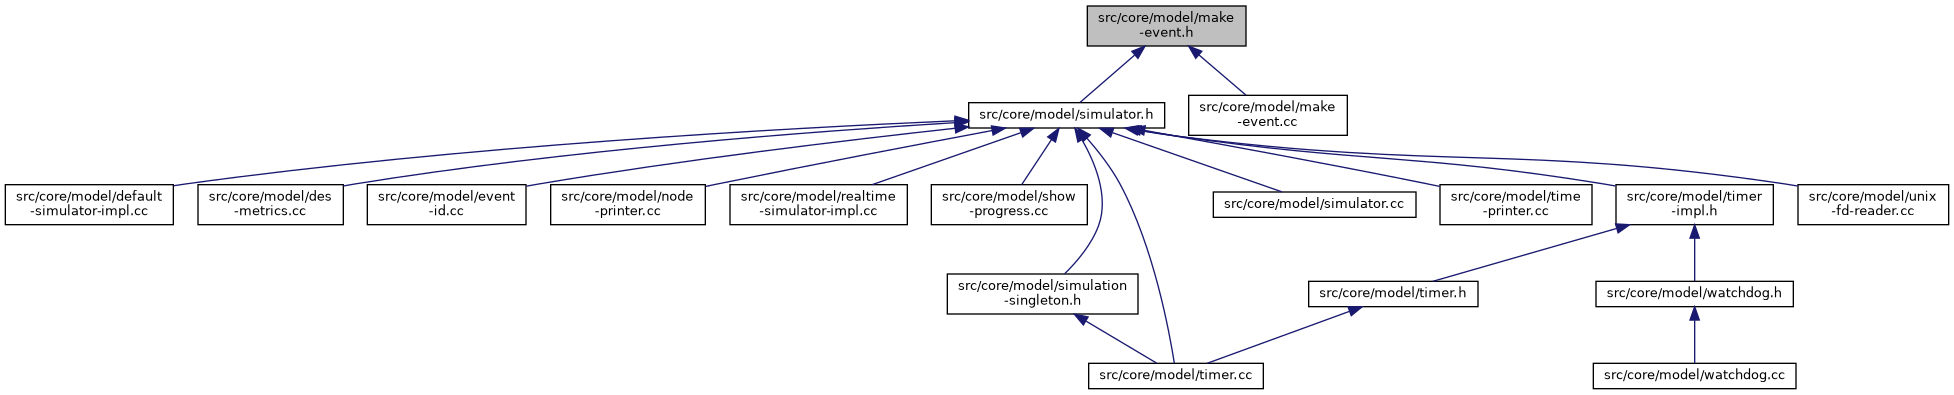 src/core/model/make
-event.h
src/core/model/simulator.h
src/core/model/make
-event.cc
src/core/model/default
-simulator-impl.cc
src/core/model/des
-metrics.cc
src/core/model/event
-id.cc
src/core/model/node
-printer.cc
src/core/model/realtime
-simulator-impl.cc
src/core/model/show
-progress.cc
src/core/model/simulator.cc
src/core/model/time
-printer.cc
src/core/model/timer
-impl.h
src/core/model/unix
-fd-reader.cc
src/core/model/simulation
-singleton.h
src/core/model/timer.h
src/core/model/watchdog.h
src/core/model/timer.cc
src/core/model/watchdog.cc